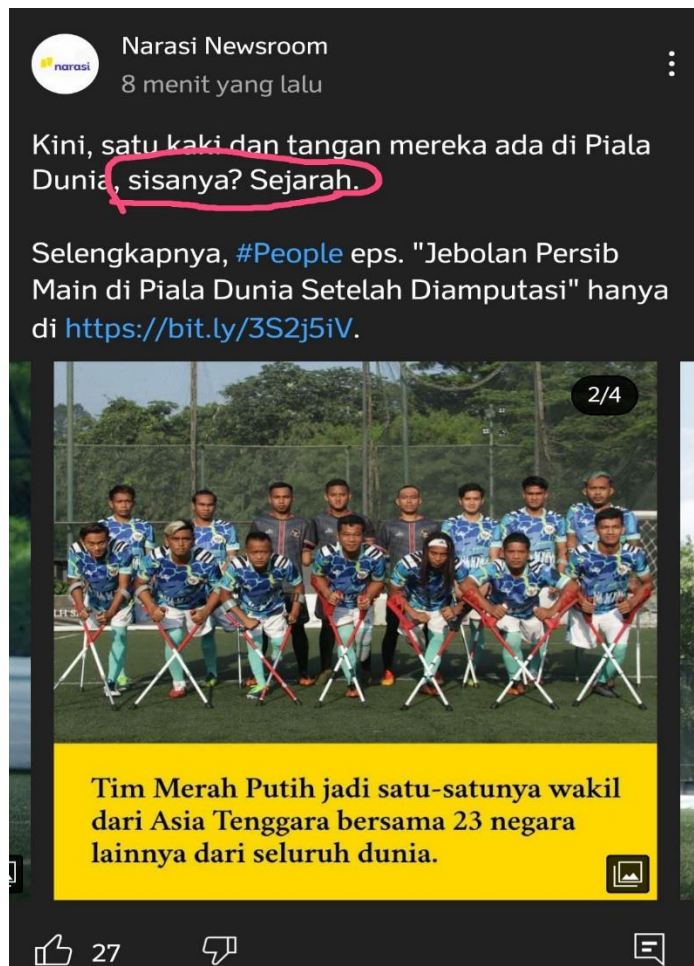 narasi
Narasi Newsroom
8 menit yang lalu
Kini, satu kaki dan tangan mereka ada di Piala
Dunia, sisanya? Sejarah.
Selengkapnya, #People eps. "Jebolan Persib
Main di Piala Dunia Setelah Diamputasi" hanya
di https://bit.ly/3S2j5iV.
2/4
Tim Merah Putih jadi satu-satunya wakil
dari Asia Tenggara bersama 23 negara
lainnya dari seluruh dunia.
27